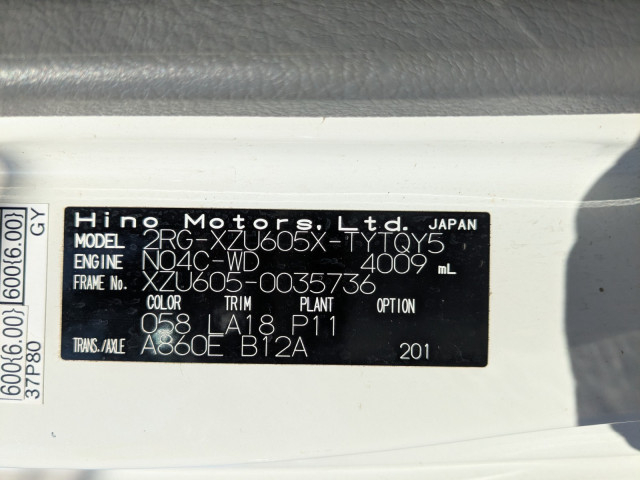 Hino Motors, Ltd. JAPAN
MODEL 2RG-XZU605X-TYTQY5
ENGINE N04C-WD 4009 mL
FRAME No. XZU605-0035736
COLOR TRIM PLANT OPTION
058 LA18 P11
TRANS./AXLE A860E B12A 201
600{6.00} 600{6.00}
37P80 GY